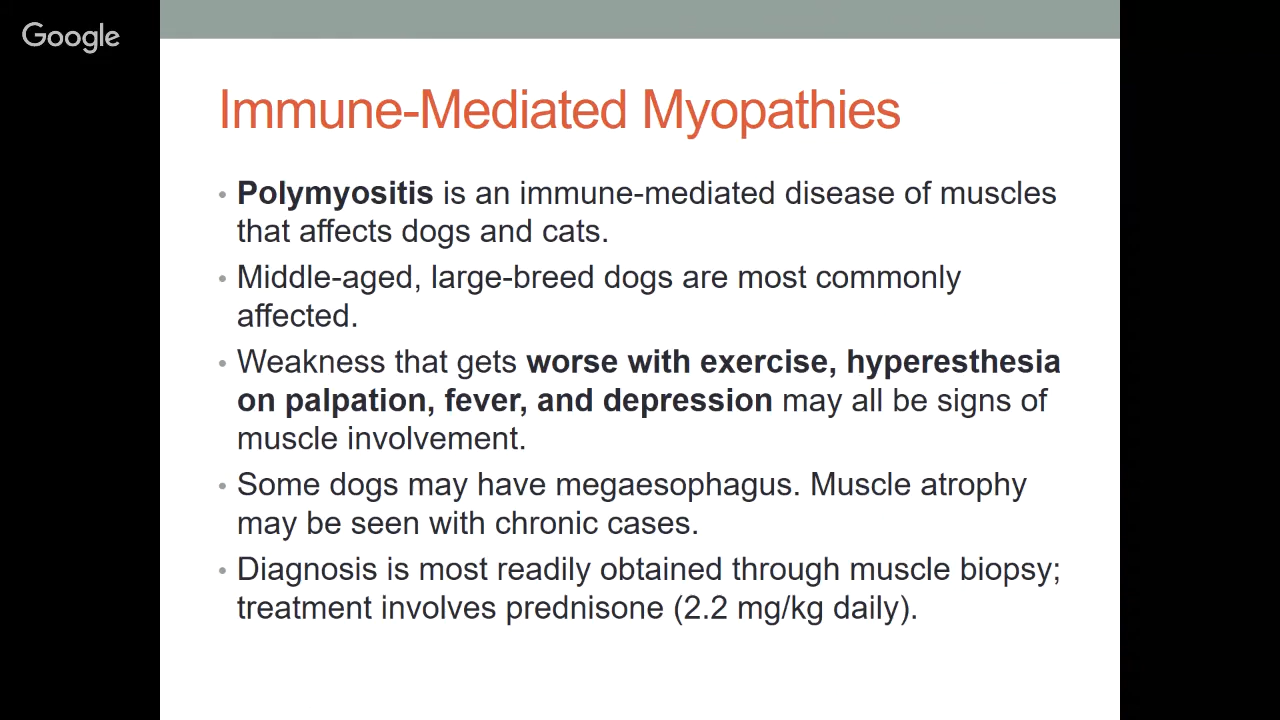 Google
Immune-Mediated Myopathies
• Polymyositis is an immune-mediated disease of muscles
that affects dogs and cats.
• Middle-aged, large-breed dogs are most commonly
affected.
• Weakness that gets worse with exercise, hyperesthesia
on palpation, fever, and depression may all be signs of
muscle involvement.
• Some dogs may have megaesophagus. Muscle atrophy
may be seen with chronic cases.
• Diagnosis is most readily obtained through muscle biopsy;
treatment involves prednisone (2.2 mg/kg daily).